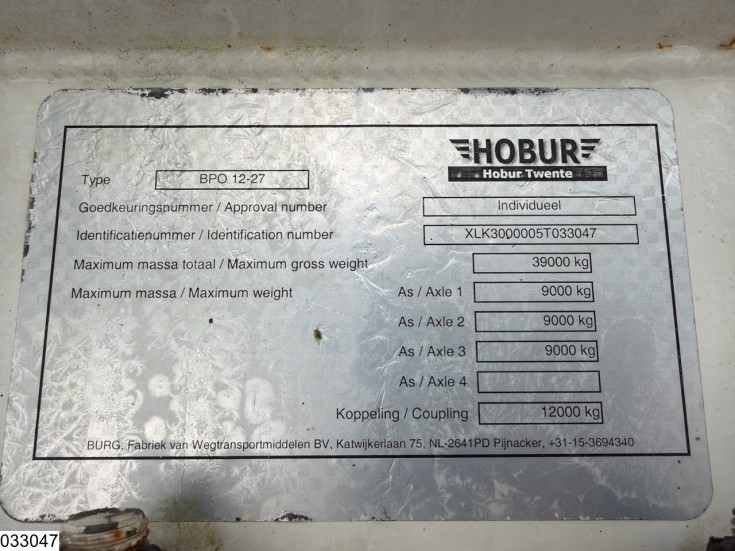 HOBUR
Hobur Twente
Type BPO 12-27
Goedkeuringsnummer / Approval number Individueel
Identificatienummer / Identification number XLK3000005T033047
Maximum massa totaal / Maximum gross weight 39000 kg
Maximum massa / Maximum weight As / Axle 1 9000 kg
As / Axle 2 9000 kg
As / Axle 3 9000 kg
As / Axle 4
Koppeling / Coupling 12000 kg
BURG, Fabriek van Wegtransportmiddelen BV, Katwijkerlaan 75, NL-2641PD Pijnacker, +31-15-3694340
033047